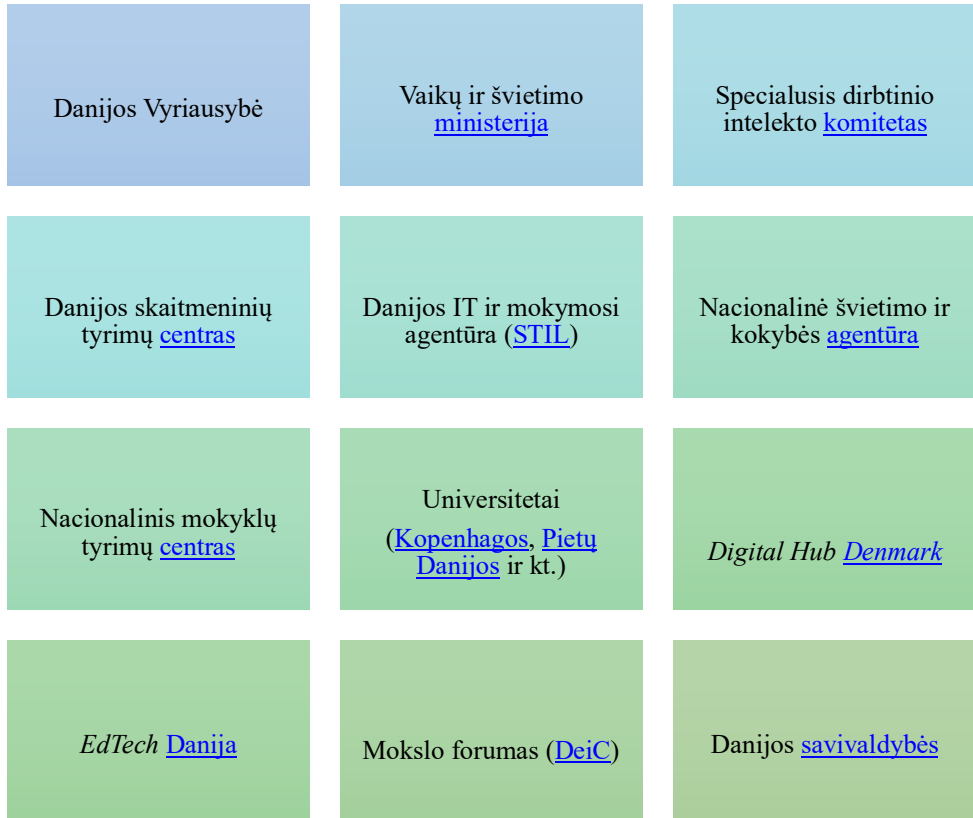 Danijos Vyriausybė
Vaikų ir švietimo
ministerija
Specialusis dirbtinio
intelekto komitetas
Danijos skaitmeninių
tyrimų centras
Danijos IT ir mokymosi
agentūra (STIL)
Nacionalinė švietimo ir
kokybės agentūra
Nacionalinis mokyklų
tyrimų centras
Universitetai
(Kopenhagos, Pietų
Danijos ir kt.)
Digital Hub Denmark
EdTech Danija
Mokslo forumas (DeiC)
Danijos savivaldybės